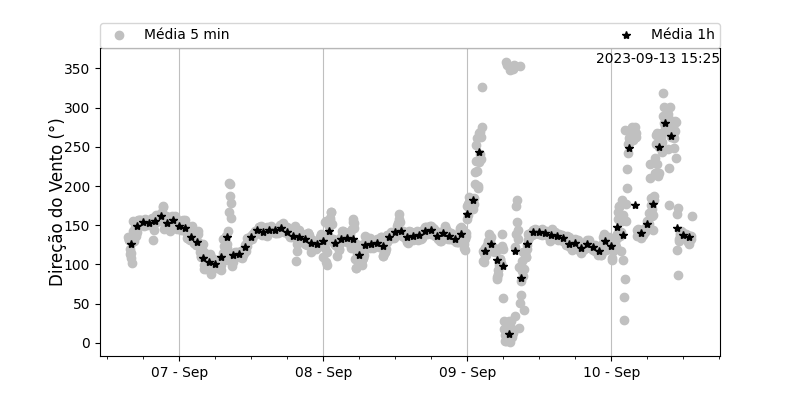 Média 5 min
Média 1h
2023-09-13 15:25
Direção do Vento (°)
350
300
250
200
150
100
50
0
07 - Sep
08 - Sep
09 - Sep
10 - Sep